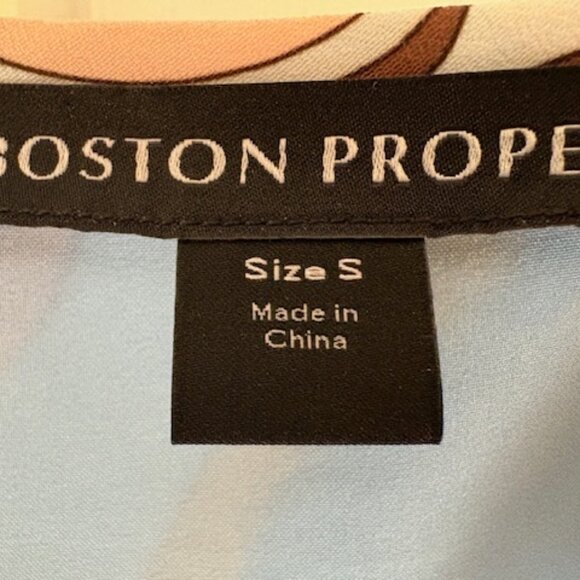 BOSTON PROPE
Size S
Made in
China